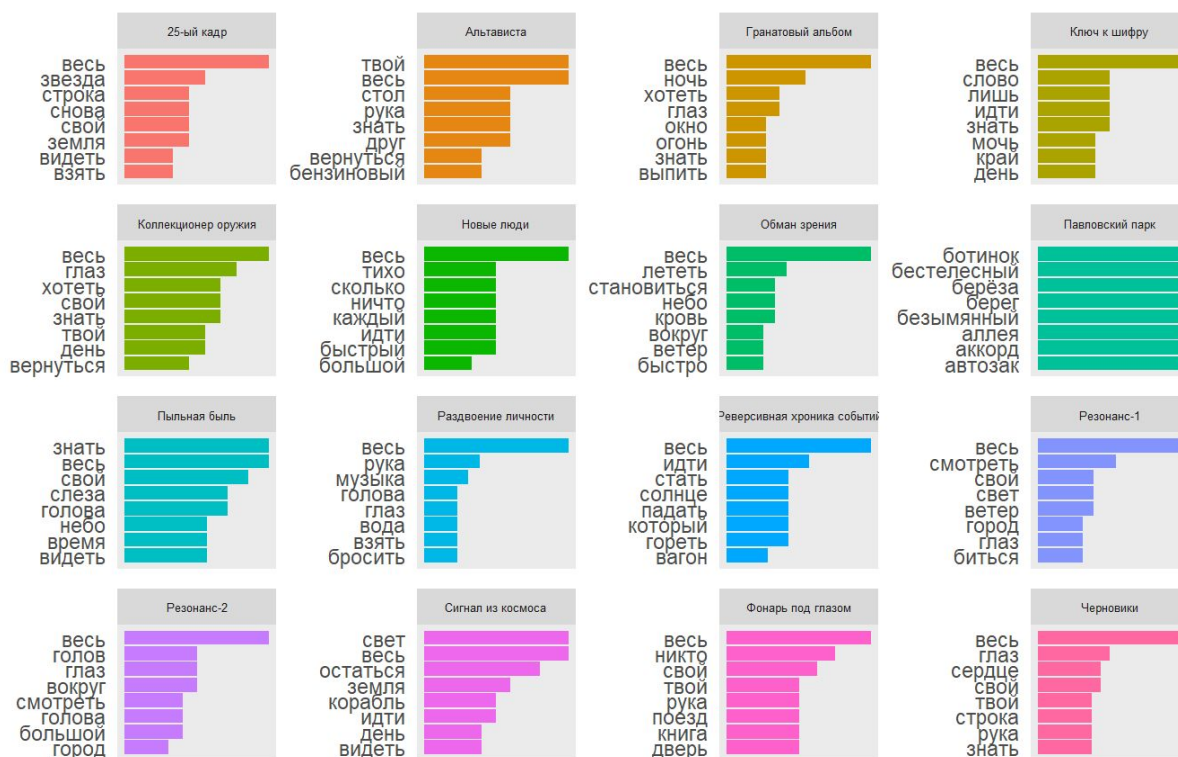 25-ый кадр
весь
звезда
строка
снова
свой
земля
видеть
взять
Альтависта
твой
весь
стол
рука
знать
друг
вернуться
бензиновый
Гранатовый альбом
весь
ночь
хотеть
глаз
окно
огонь
знать
выпить
Ключ к шифру
весь
слово
лишь
идти
знать
мочь
край
день
Коллекционер оружия
весь
глаз
хотеть
свой
знать
твой
день
вернуться
Новые люди
весь
тихо
сколько
ничто
каждый
идти
быстрый
большой
Обман зрения
весь
лететь
становиться
небо
кровь
вокруг
ветер
быстро
Павловский парк
ботинок
бестелесный
берёза
берег
безымянный
аллея
аккорд
автозак
Пыльная быль
знать
весь
свой
слеза
голова
небо
время
видеть
Раздвоение личности
весь
рука
музыка
голова
глаз
вода
взять
бросить
Реверсивная хроника событий
весь
идти
стать
солнце
падать
который
гореть
вагон
Резонанс-1
весь
смотреть
свой
свет
ветер
город
глаз
биться
Резонанс-2
весь
голов
глаз
вокруг
смотреть
голова
большой
город
Сигнал из космоса
свет
весь
остаться
земля
корабль
идти
день
видеть
Фонарь под глазом
весь
никто
свой
твой
рука
поезд
книга
дверь
Черновики
весь
глаз
сердце
свой
твой
строка
рука
знать